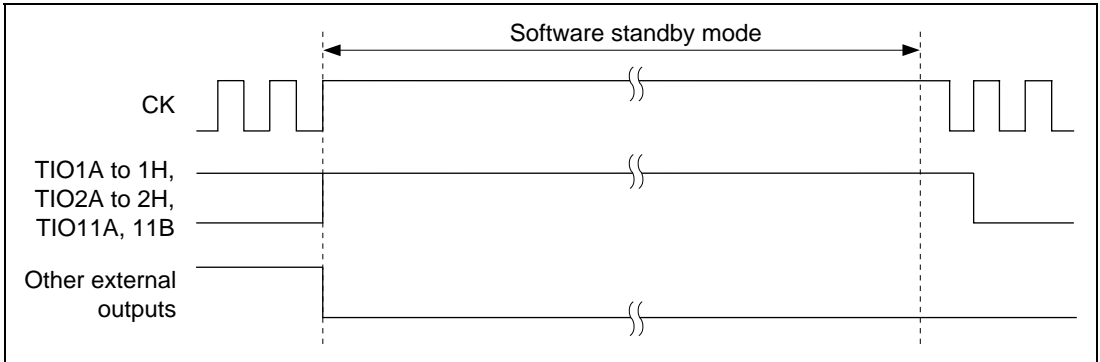 Software standby mode
CK
TIO1A to 1H,
TIO2A to 2H,
TIO11A, 11B
Other external
outputs